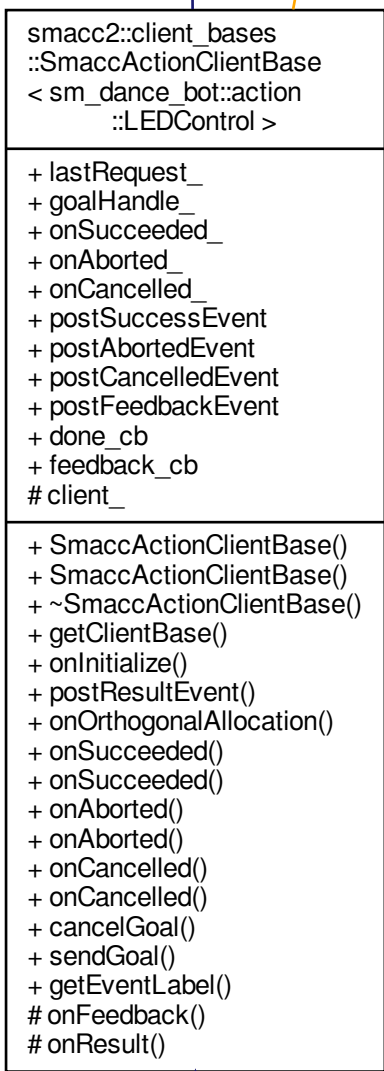 smacc2::client_bases
::SmaccActionClientBase
< sm_dance_bot::action
::LEDControl >
+ lastRequest_
+ goalHandle_
+ onSucceeded_
+ onAborted_
+ onCancelled_
+ postSuccessEvent
+ postAbortedEvent
+ postCancelledEvent
+ postFeedbackEvent
+ done_cb
+ feedback_cb
# client_
+ SmaccActionClientBase()
+ SmaccActionClientBase()
+ ~SmaccActionClientBase()
+ getClientBase()
+ onInitialize()
+ postResultEvent()
+ onOrthogonalAllocation()
+ onSucceeded()
+ onSucceeded()
+ onAborted()
+ onAborted()
+ onCancelled()
+ onCancelled()
+ cancelGoal()
+ sendGoal()
+ getEventLabel()
# onFeedback()
# onResult()